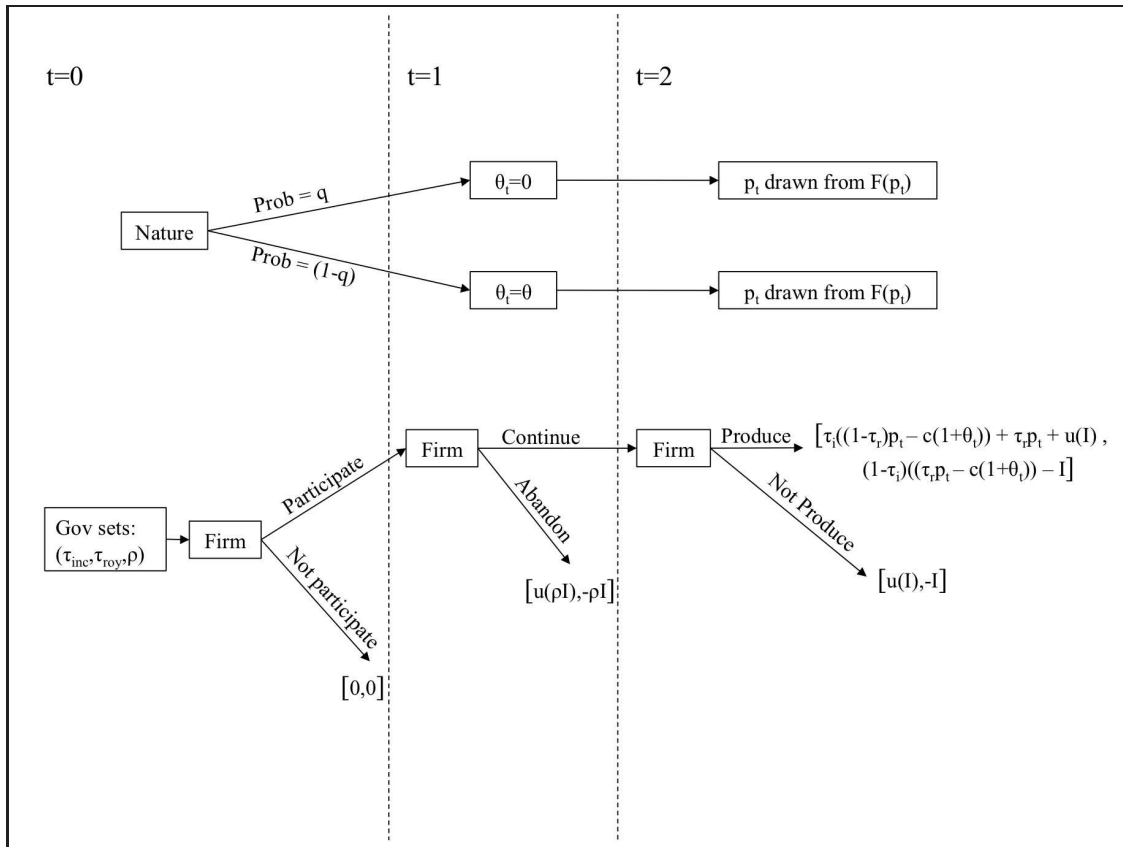 t=0
t=1
t=2
Prob = q
θₜ=0
pₜ drawn from F(pₜ)
Nature
Prob = (1-q)
θₜ=θ
pₜ drawn from F(pₜ)
Gov sets:
(τᵢₙc,τᵣₒy,ρ)
Firm
Participate
Not participate
[0,0]
Firm
Continue
Abandon
[u(ρI),-ρI]
Firm
Produce
[τᵢ((1-τᵣ)pₜ – c(1+θₜ)) + τᵣpₜ + u(I) ,
(1-τᵢ)((τᵣpₜ – c(1+θₜ)) – I]
Not Produce
[u(I),-I]